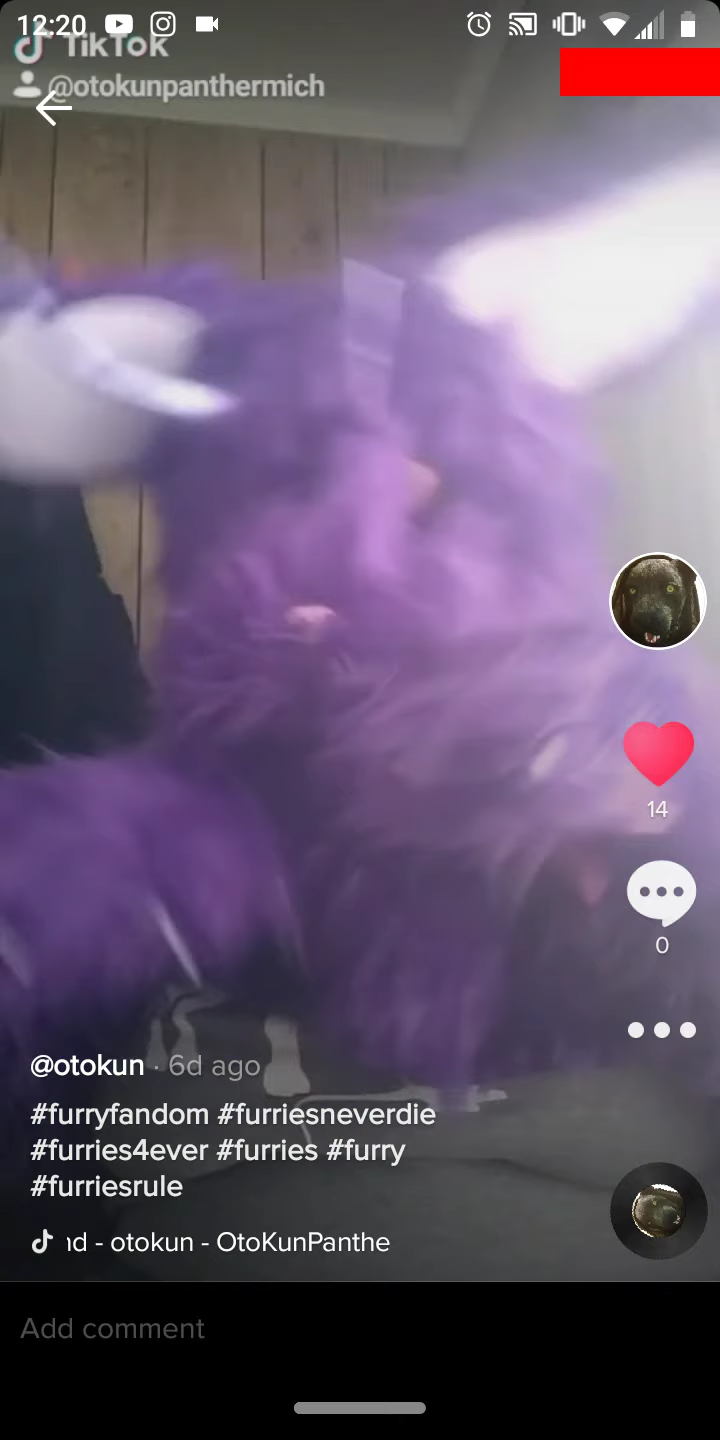 12:20
TikTok
@otokunpanthermich
14
0
@otokun · 6d ago
#furryfandom #furriesneverdie
#furries4ever #furries #furry
#furriesrule
nd - otokun - OtoKunPanthe
Add comment